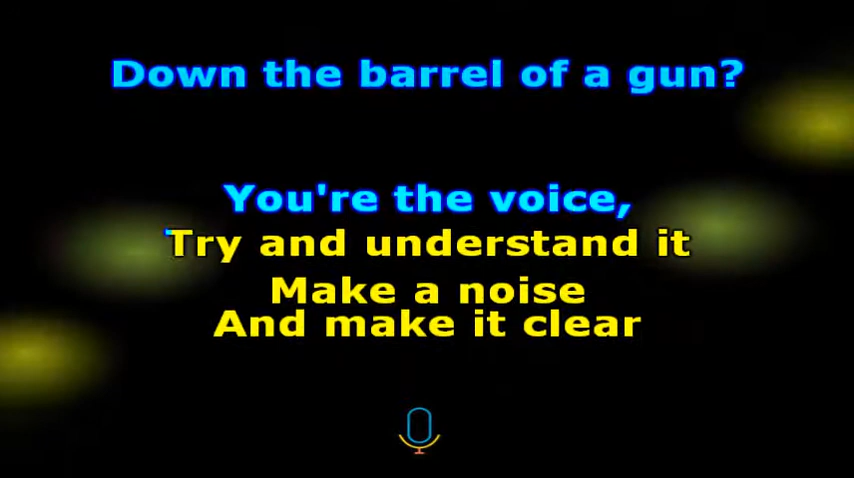 Down the barrel of a gun?
You're the voice,
Try and understand it
Make a noise
And make it clear